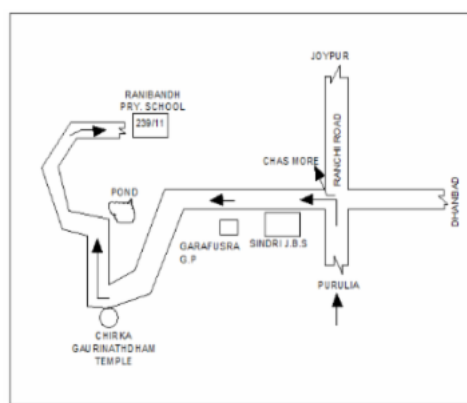 JOYPUR
RANIBANDH
PRY. SCHOOL
239/11
RANCHI ROAD
CHAS MORE
POND
DHANBAD
GARAFUSRA
G.P
SINDRI J.B.S
PURULIA
CHIRKA
GAURINATHDHAM
TEMPLE